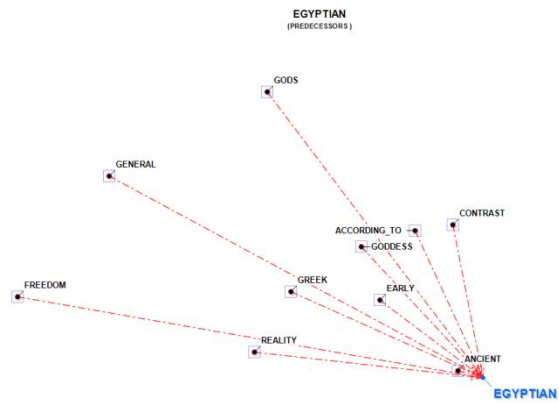 EGYPTIAN
(PREDECESSORS)
GODS
GENERAL
CONTRAST
ACCORDING_TO
GODDESS
GREEK
EARLY
FREEDOM
REALITY
ANCIENT
EGYPTIAN